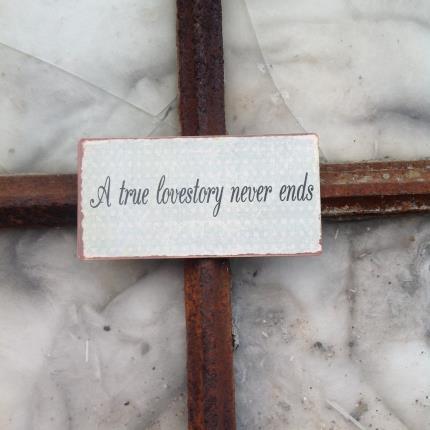 A true lovestory never ends